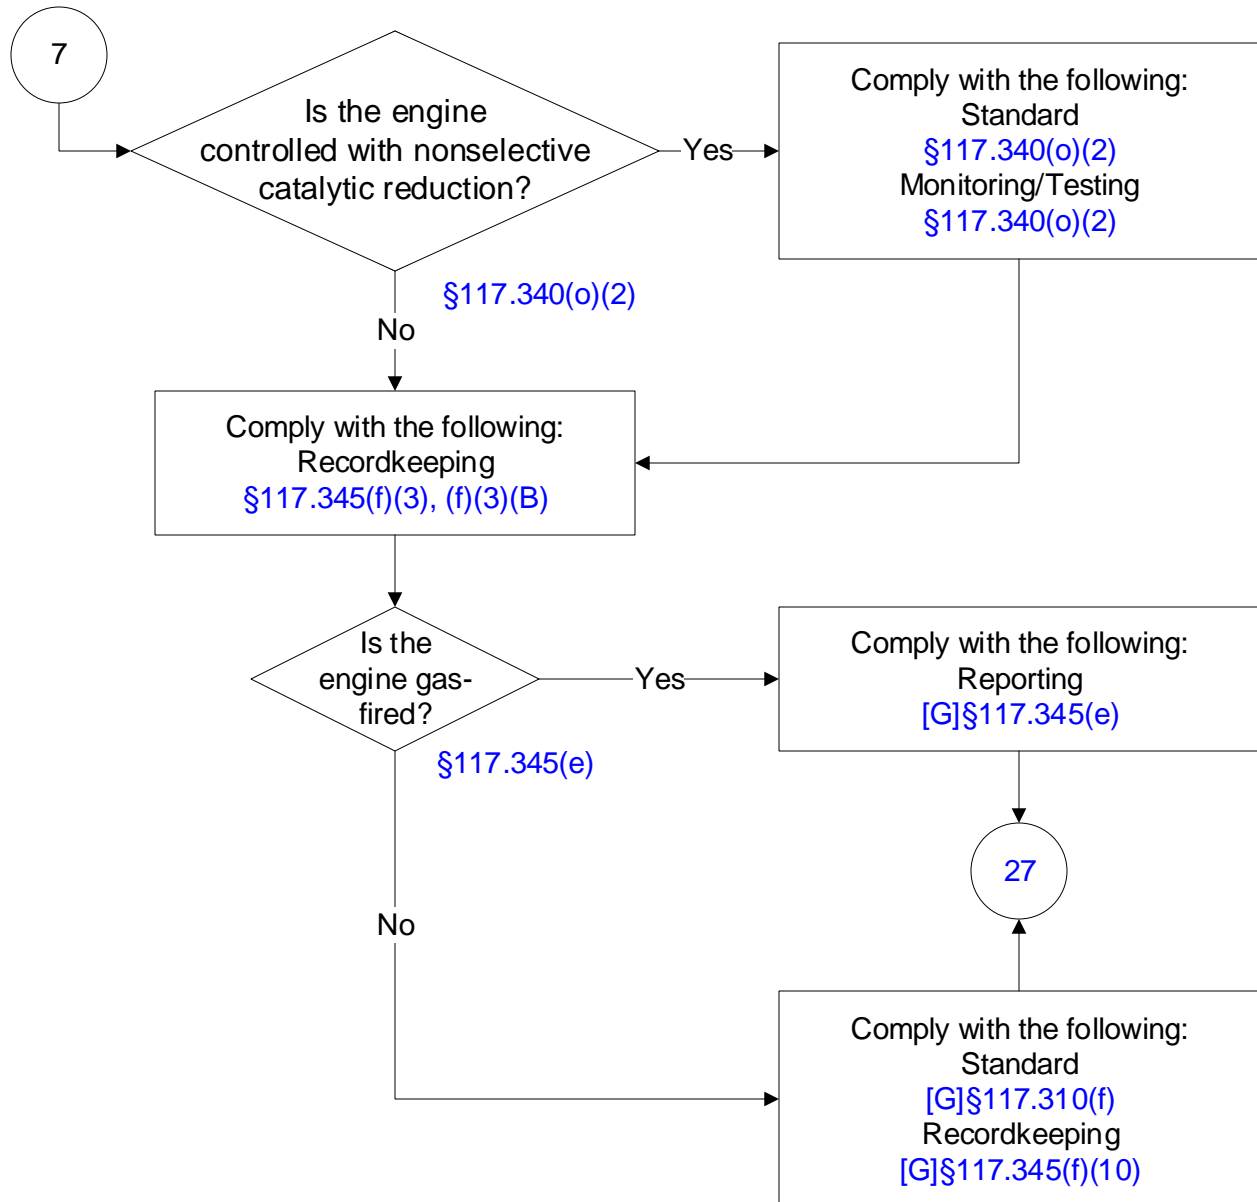 7
Is the engine
controlled with nonselective
catalytic reduction?
Yes
Comply with the following:
Standard
§117.340(o)(2)
Monitoring/Testing
§117.340(o)(2)
§117.340(o)(2)
No
Comply with the following:
Recordkeeping
§117.345(f)(3), (f)(3)(B)
Is the
engine gas-
fired?
Yes
Comply with the following:
Reporting
[G]§117.345(e)
§117.345(e)
27
No
Comply with the following:
Standard
[G]§117.310(f)
Recordkeeping
[G]§117.345(f)(10)